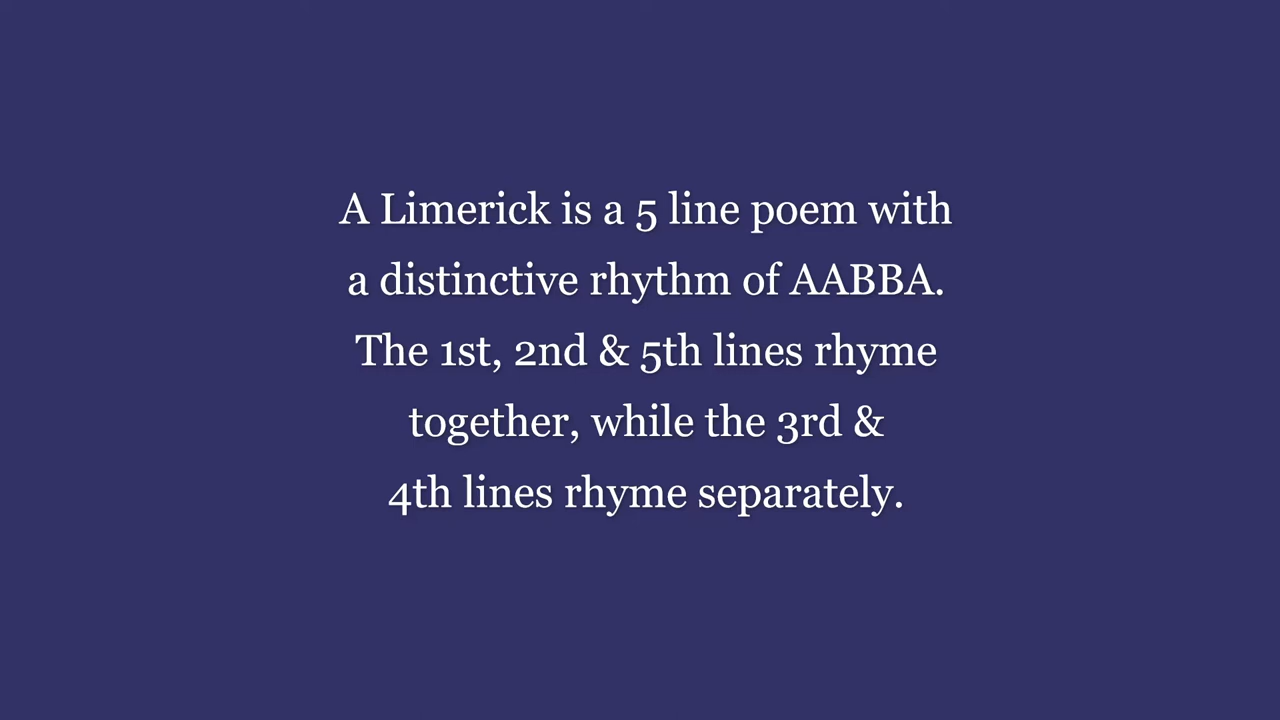 A Limerick is a 5 line poem with
a distinctive rhythm of AABBA.
The 1st, 2nd & 5th lines rhyme
together, while the 3rd &
4th lines rhyme separately.